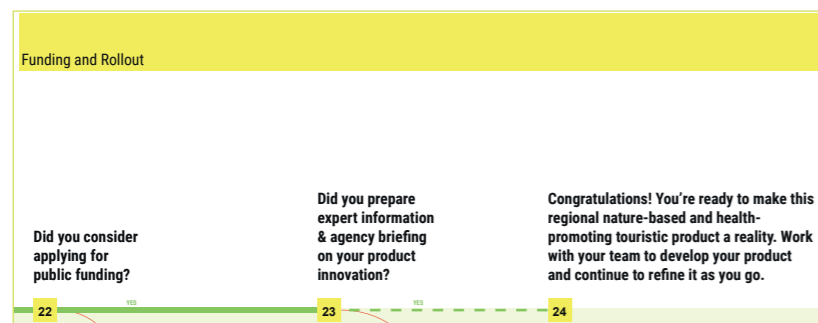 Funding and Rollout
Did you consider
applying for
public funding?
Did you prepare
expert information
& agency briefing
on your product
innovation?
Congratulations! You're ready to make this
regional nature-based and health-
promoting touristic product a reality. Work
with your team to develop your product
and continue to refine it as you go.
22
YES
23
YES
24